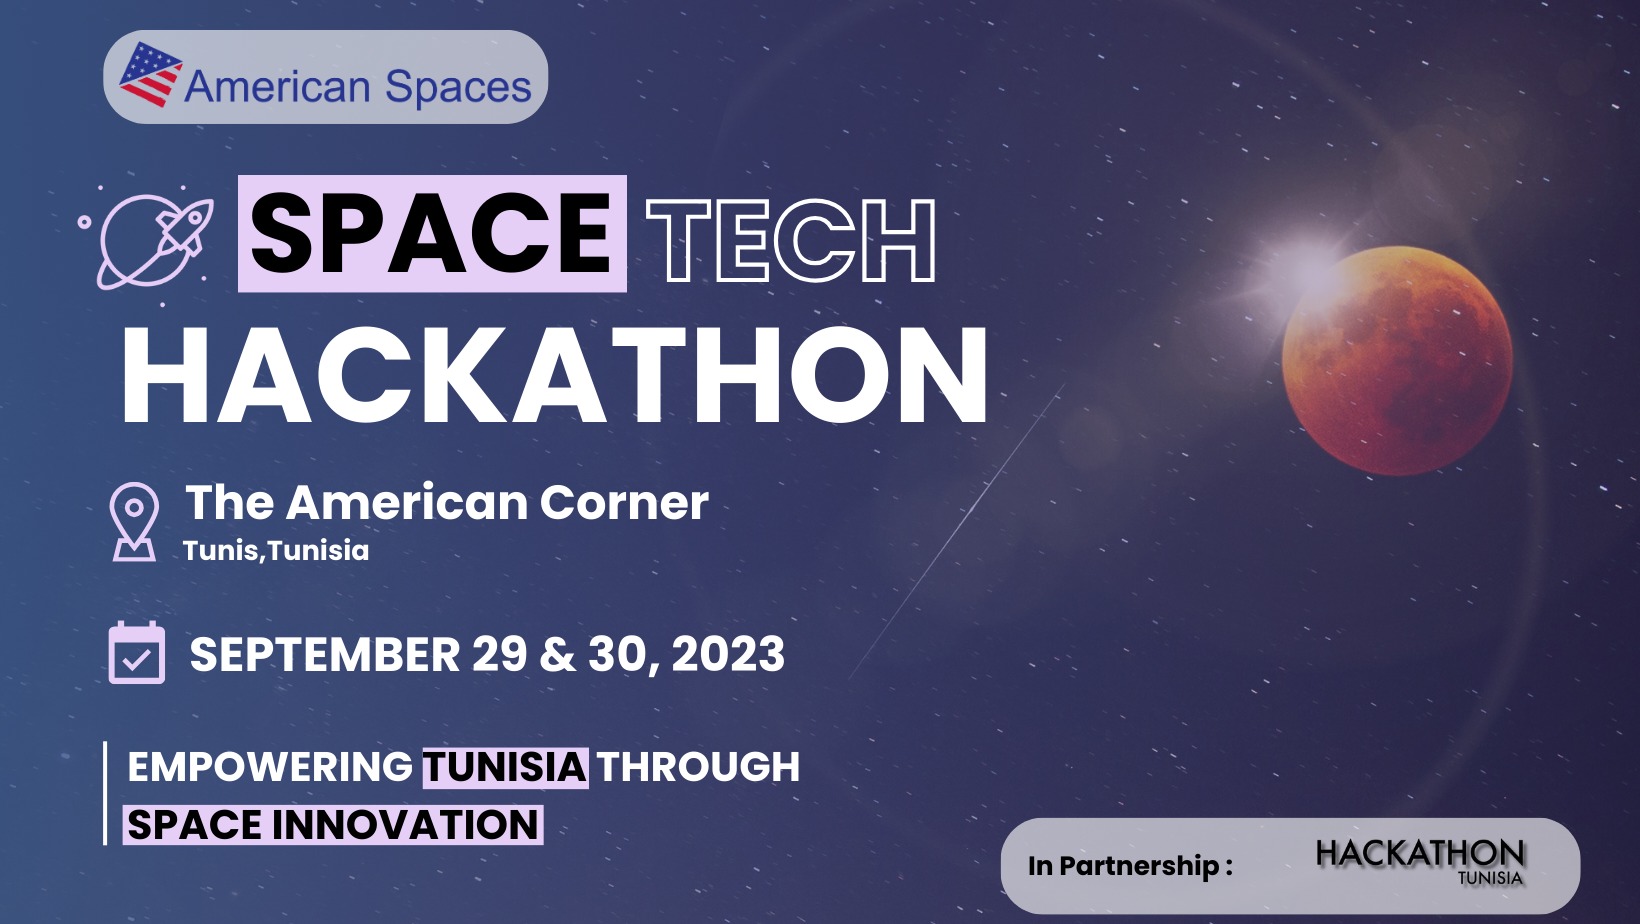 American Spaces
SPACE TECH
HACKATHON
The American Corner
Tunis,Tunisia
SEPTEMBER 29 & 30, 2023
EMPOWERING TUNISIA THROUGH
SPACE INNOVATION
In Partnership :
HACKATHON
TUNISIA